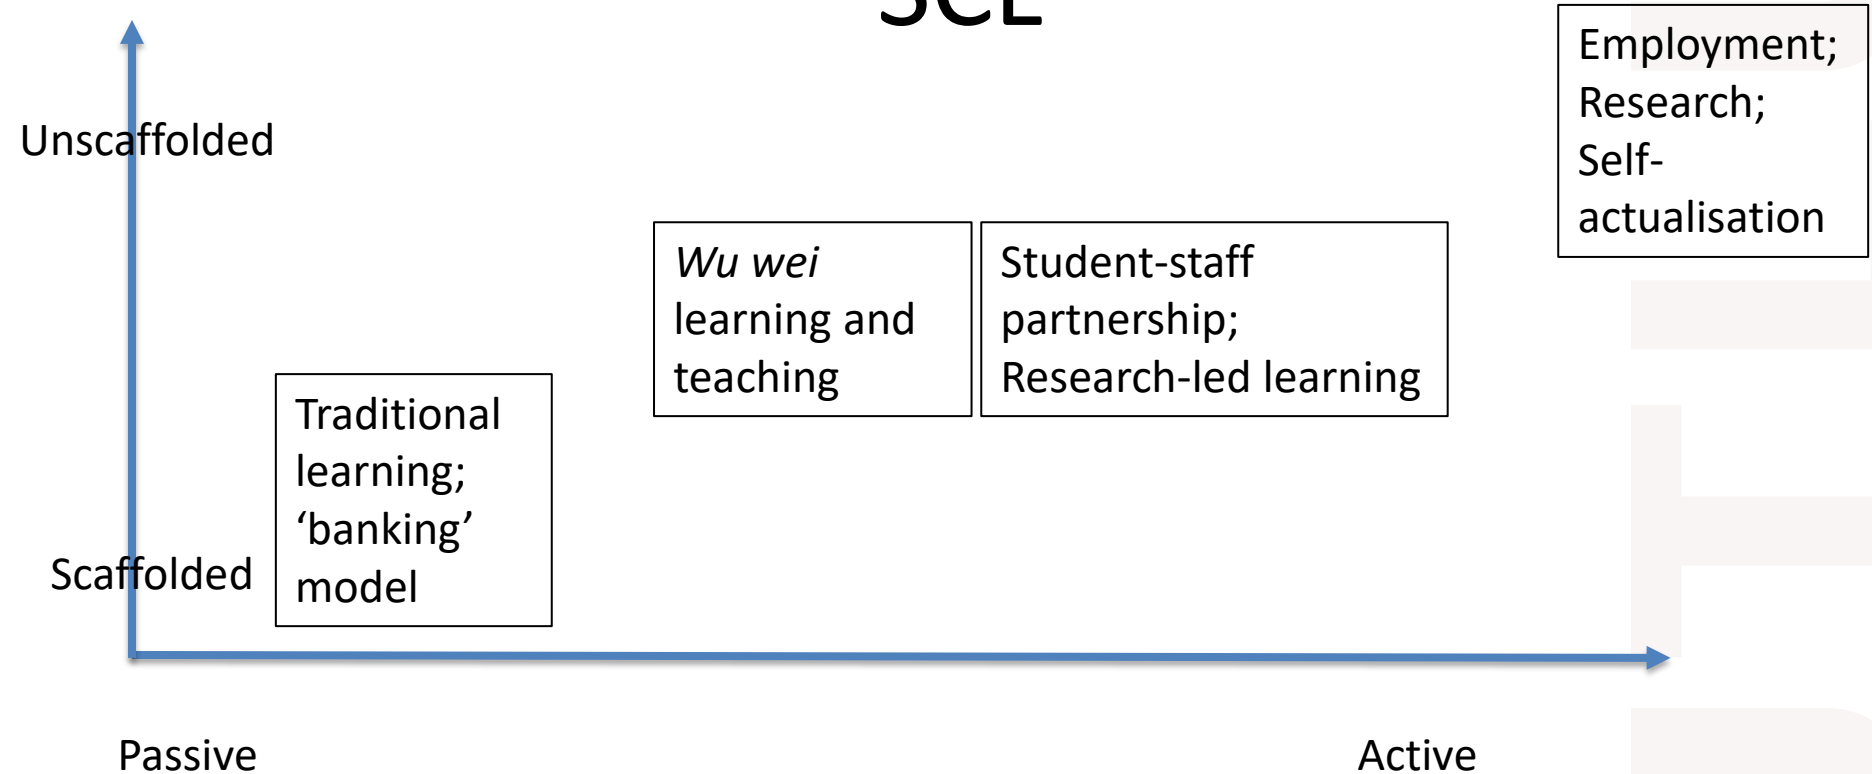 SCL
Unscaffolded
Employment;
Research;
Self-
actualisation
Wu wei
learning and
teaching
Student-staff
partnership;
Research-led learning
Traditional
learning;
‘banking’
model
Scaffolded
Passive
Active